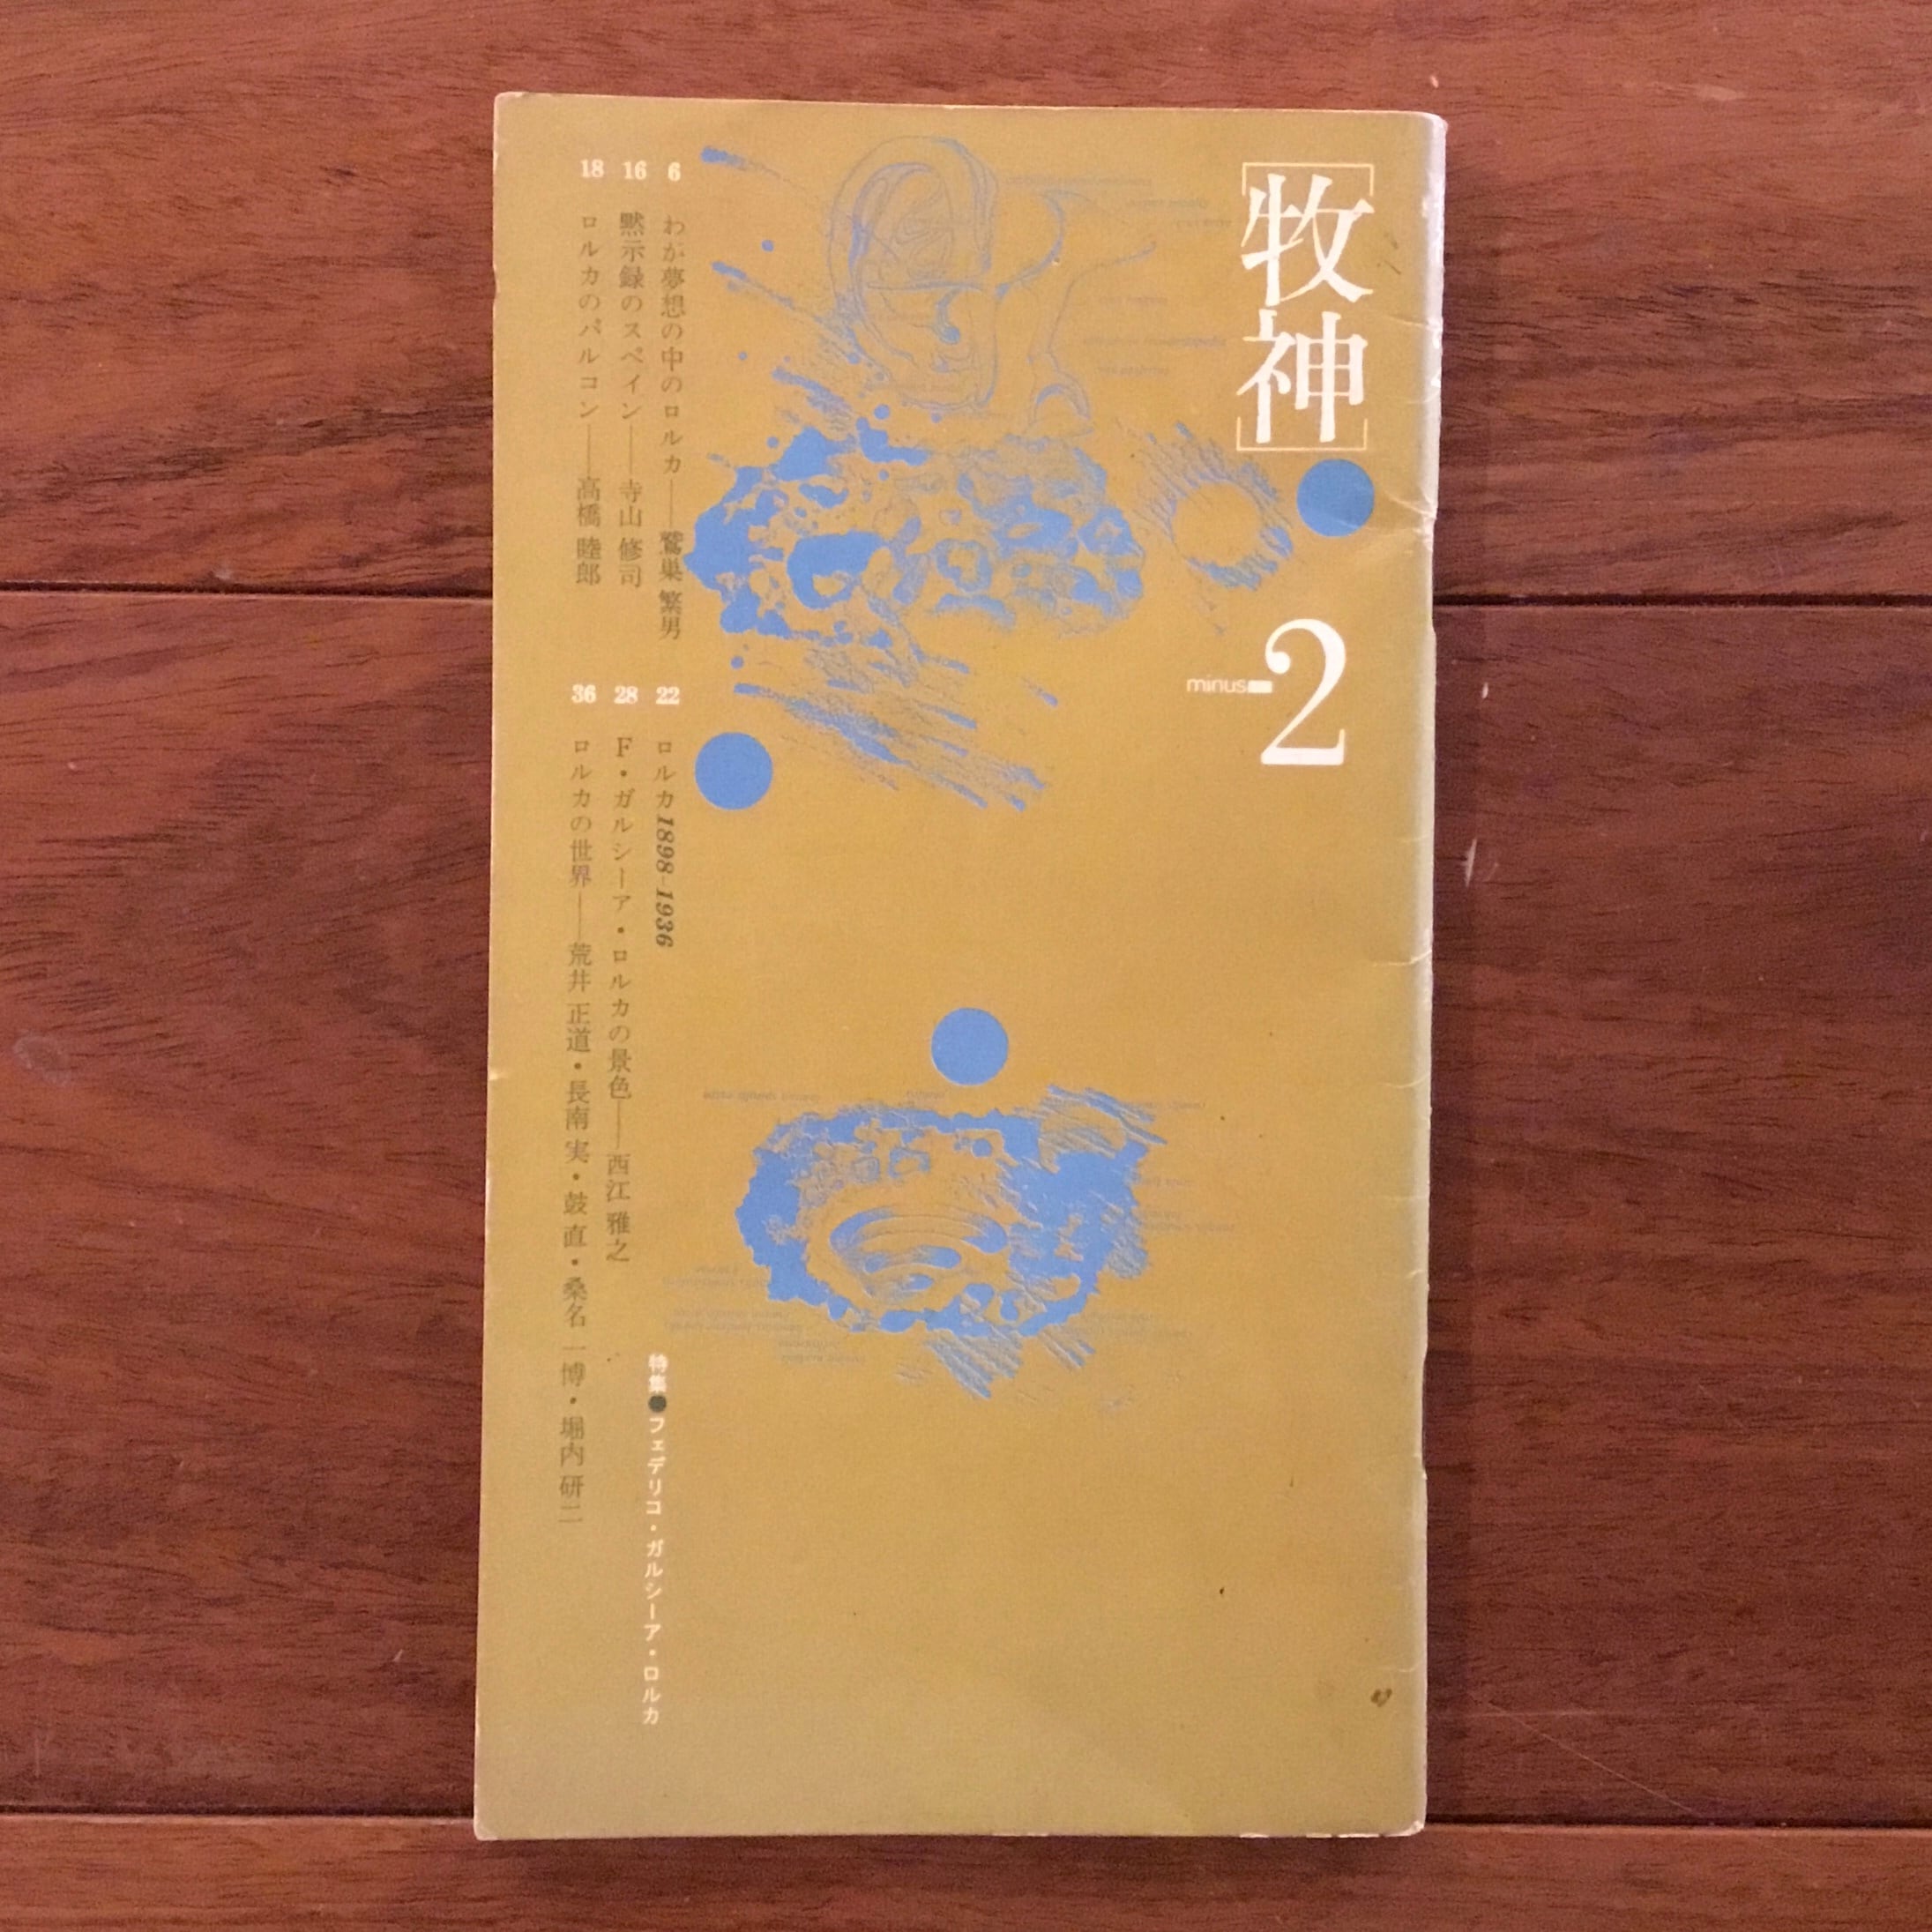 ［牧神］
minus-2
6 わが夢想の中のロルカ——鷲巣 繁男
16 黙示録のスペイン——寺山 修司
18 ロルカのバルコン——高橋 睦郎
22 ロルカ1898-1936
28 F・ガルシーア・ロルカの景色——西江 雅之
36 ロルカの世界——荒井 正道・長南 実・鼓 直・桑名 一博・堀内 研二
特集●フェデリコ・ガルシーア・ロルカ